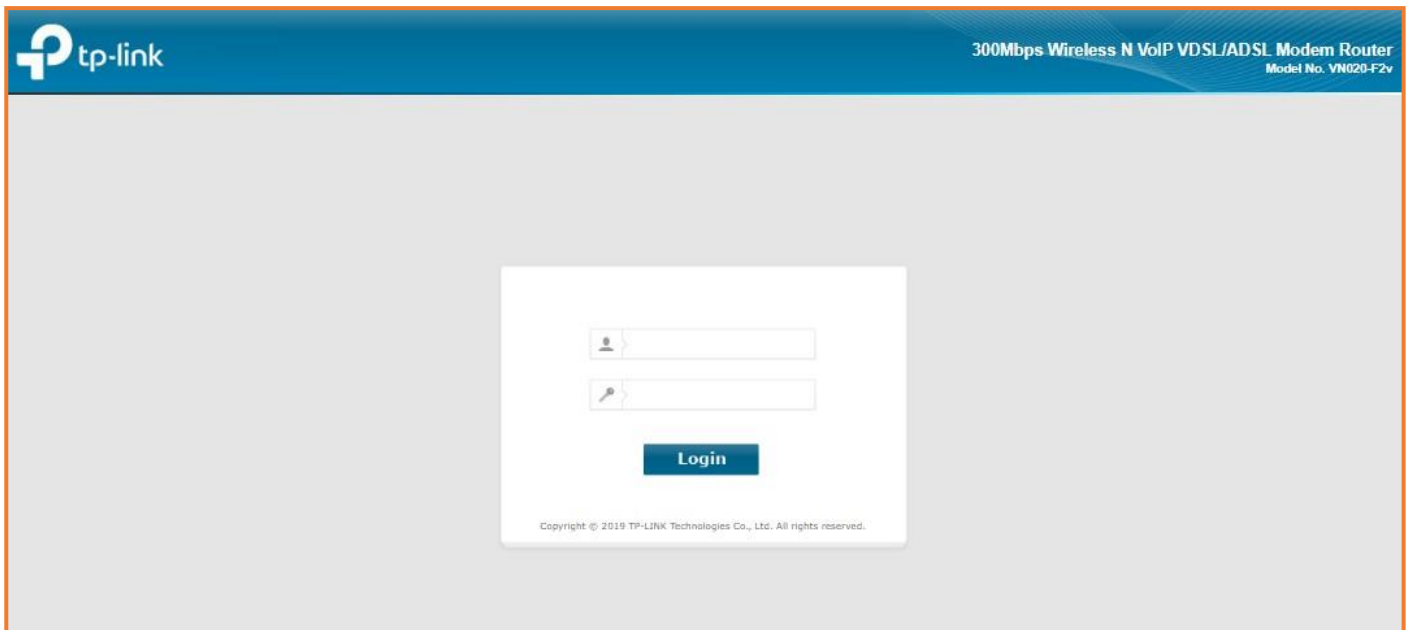 tp-link
300Mbps Wireless N VoIP VDSL/ADSL Modem Router
Model No. VN020-F2v
Login
Copyright © 2019 TP-LINK Technologies Co., Ltd. All rights reserved.